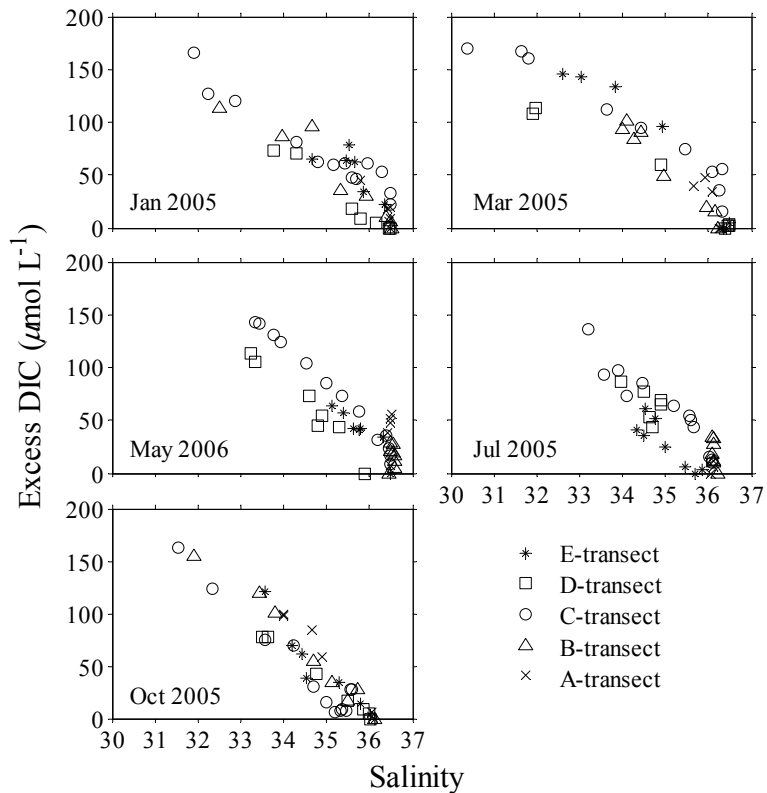 200
150
100
50
0
Jan 2005
Mar 2005
200
150
100
50
0
May 2006
Jul 2005
30 31 32 33 34 35 36 37
200
150
100
50
0
Oct 2005
30 31 32 33 34 35 36 37
Excess DIC (μmol L⁻¹)
Salinity
E-transect
D-transect
C-transect
B-transect
A-transect